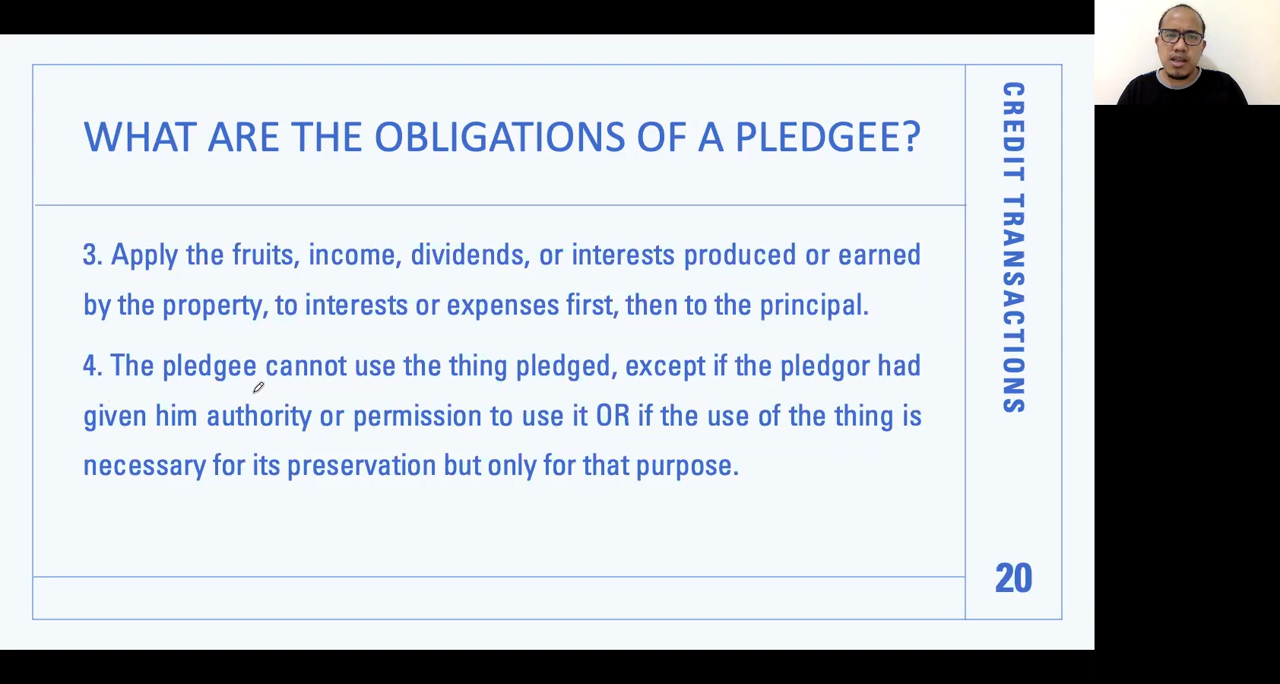 WHAT ARE THE OBLIGATIONS OF A PLEDGEE?
3. Apply the fruits, income, dividends, or interests produced or earned
by the property, to interests or expenses first, then to the principal.
4. The pledgee cannot use the thing pledged, except if the pledgor had
given him authority or permission to use it OR if the use of the thing is
necessary for its preservation but only for that purpose.
CREDIT TRANSACTIONS
20